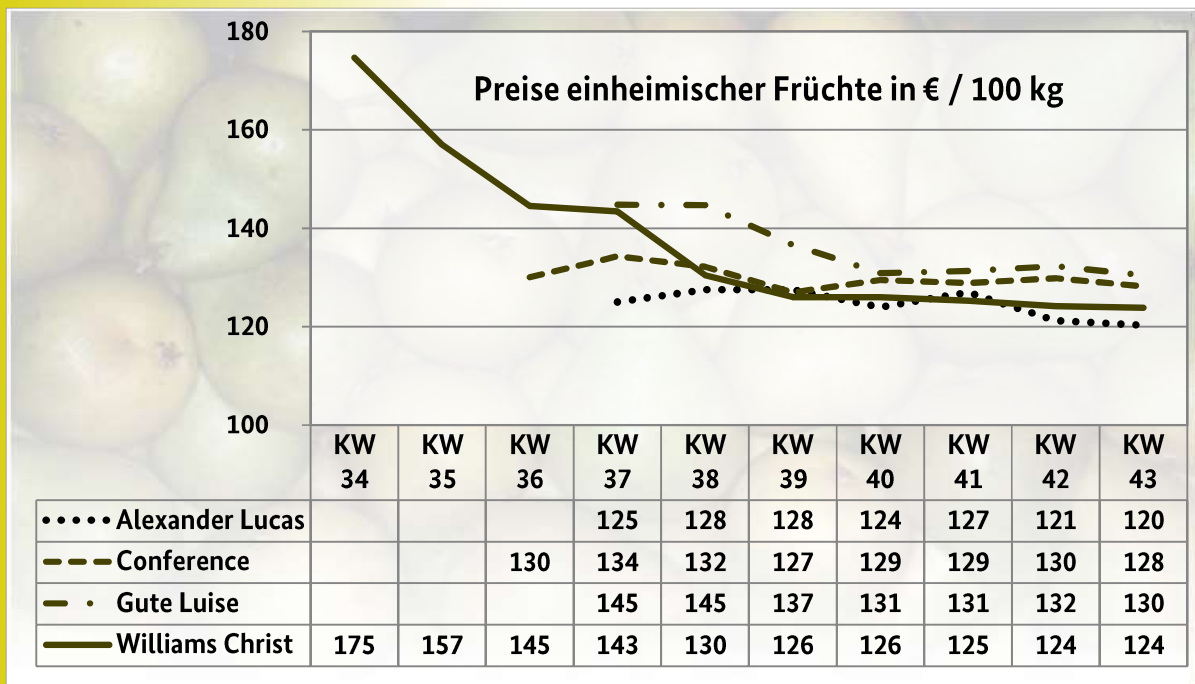 Preise einheimischer Früchte in € / 100 kg
180
160
140
120
100
KW 34 KW 35 KW 36 KW 37 KW 38 KW 39 KW 40 KW 41 KW 42 KW 43
Alexander Lucas 125 128 128 124 127 121 120
Conference 130 134 132 127 129 129 130 128
Gute Luise 145 145 137 131 131 132 130
Williams Christ 175 157 145 143 130 126 126 125 124 124